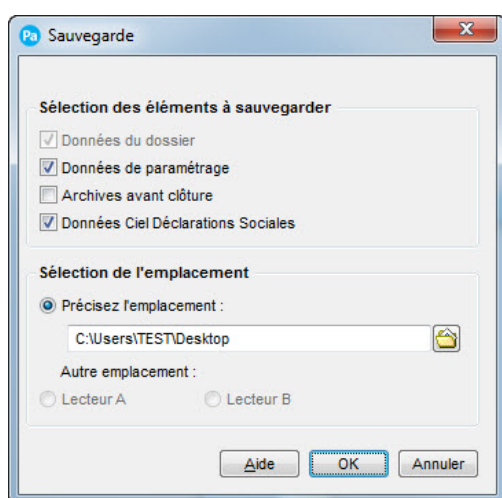 Pa Sauvegarde
Sélection des éléments à sauvegarder
Données du dossier
Données de paramétrage
Archives avant clôture
Données Ciel Déclarations Sociales
Sélection de l'emplacement
Précisez l'emplacement :
C:\Users\TEST\Desktop
Autre emplacement :
Lecteur A Lecteur B
Aide OK Annuler